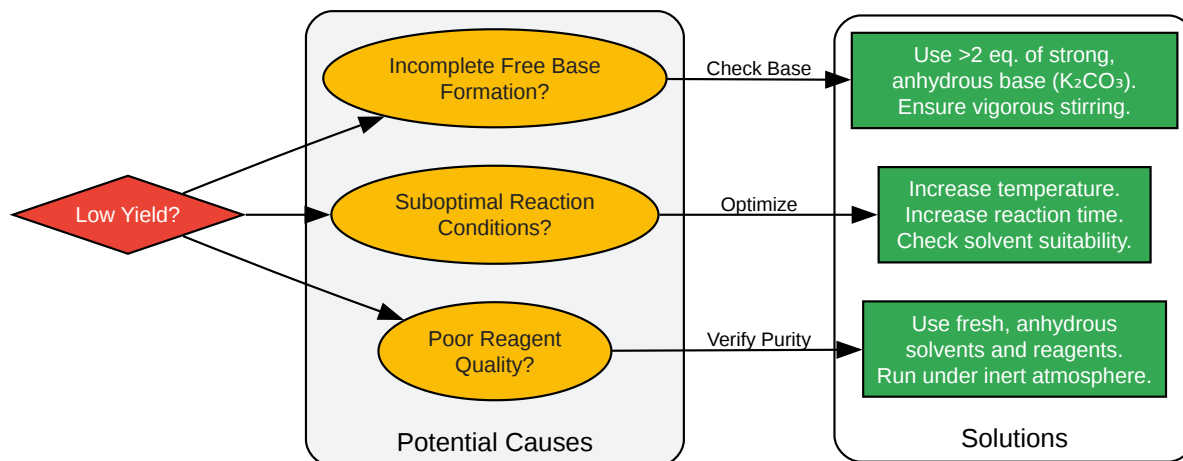 Low Yield?
Incomplete Free Base
Formation?
Check Base
Use >2 eq. of strong,
anhydrous base (K₂CO₃).
Ensure vigorous stirring.
Suboptimal Reaction
Conditions?
Optimize
Increase temperature.
Increase reaction time.
Check solvent suitability.
Poor Reagent
Quality?
Verify Purity
Use fresh, anhydrous
solvents and reagents.
Run under inert atmosphere.
Potential Causes
Solutions